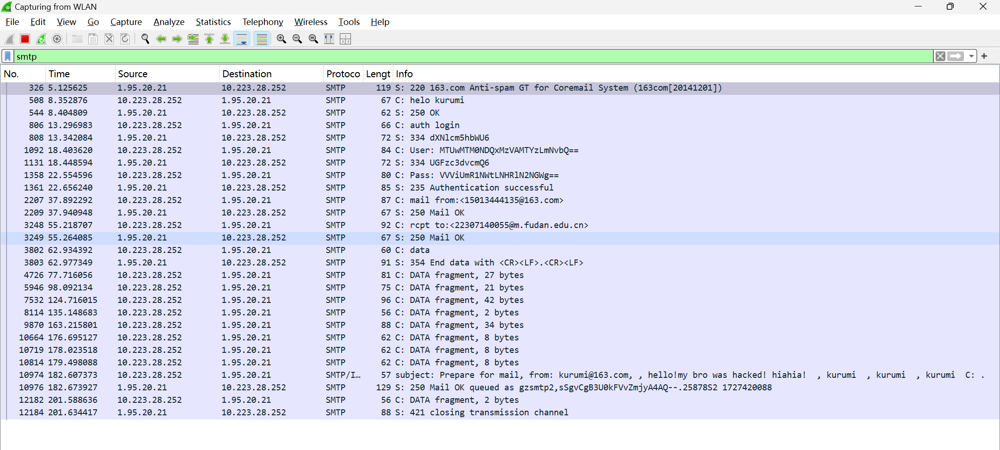 Capturing from WLAN
File Edit View Go Capture Analyze Statistics Telephony Wireless Tools Help
smtp
No. Time Source Destination Protoco Lengt Info
326 5.125625 1.95.20.21 10.223.28.252 SMTP 119 S: 220 163.com Anti-spam GT for Coremail System (163com[20141201])
508 8.352876 10.223.28.252 1.95.20.21 SMTP 67 C: helo kurumi
544 8.404809 1.95.20.21 10.223.28.252 SMTP 62 S: 250 OK
806 13.296983 10.223.28.252 1.95.20.21 SMTP 66 C: auth login
808 13.342084 1.95.20.21 10.223.28.252 SMTP 72 S: 334 dXNlcm5hbWU6
1092 18.403620 10.223.28.252 1.95.20.21 SMTP 84 C: User: MTUwMTM0NDQxMzVAMTYzLmNvbQ==
1131 18.448594 1.95.20.21 10.223.28.252 SMTP 72 S: 334 UGFzc3dvcmQ6
1358 22.554596 10.223.28.252 1.95.20.21 SMTP 80 C: Pass: VVViUmR1NWtLNHRlN2NGWg==
1361 22.656240 1.95.20.21 10.223.28.252 SMTP 85 S: 235 Authentication successful
2207 37.892292 10.223.28.252 1.95.20.21 SMTP 87 C: mail from:<15013444135@163.com>
2209 37.940948 1.95.20.21 10.223.28.252 SMTP 67 S: 250 Mail OK
3248 55.218707 10.223.28.252 1.95.20.21 SMTP 92 C: rcpt to:<22307140055@m.fudan.edu.cn>
3249 55.264085 1.95.20.21 10.223.28.252 SMTP 67 S: 250 Mail OK
3802 62.934392 10.223.28.252 1.95.20.21 SMTP 60 C: data
3803 62.977349 1.95.20.21 10.223.28.252 SMTP 91 S: 354 End data with <CR><LF>.<CR><LF>
4726 77.716056 10.223.28.252 1.95.20.21 SMTP 81 C: DATA fragment, 27 bytes
5946 98.092134 10.223.28.252 1.95.20.21 SMTP 75 C: DATA fragment, 21 bytes
7532 124.716015 10.223.28.252 1.95.20.21 SMTP 96 C: DATA fragment, 42 bytes
8114 135.148683 10.223.28.252 1.95.20.21 SMTP 56 C: DATA fragment, 2 bytes
9870 163.215801 10.223.28.252 1.95.20.21 SMTP 88 C: DATA fragment, 34 bytes
10664 176.695127 10.223.28.252 1.95.20.21 SMTP 62 C: DATA fragment, 8 bytes
10719 178.023518 10.223.28.252 1.95.20.21 SMTP 62 C: DATA fragment, 8 bytes
10814 179.498088 10.223.28.252 1.95.20.21 SMTP 62 C: DATA fragment, 8 bytes
10974 182.607373 10.223.28.252 1.95.20.21 SMTP/I… 57 subject: Prepare for mail, from: kurumi@163.com, , hello!my bro was hacked! hiahia! , kurumi , kurumi , kurumi C: .
10976 182.673927 1.95.20.21 10.223.28.252 SMTP 129 S: 250 Mail OK queued as gzsmtp2,sSgvCgB3U0kFVvZmjyA4AQ--.25878S2 1727420088
12182 201.588636 10.223.28.252 1.95.20.21 SMTP 56 C: DATA fragment, 2 bytes
12184 201.634417 1.95.20.21 10.223.28.252 SMTP 88 S: 421 closing transmission channel